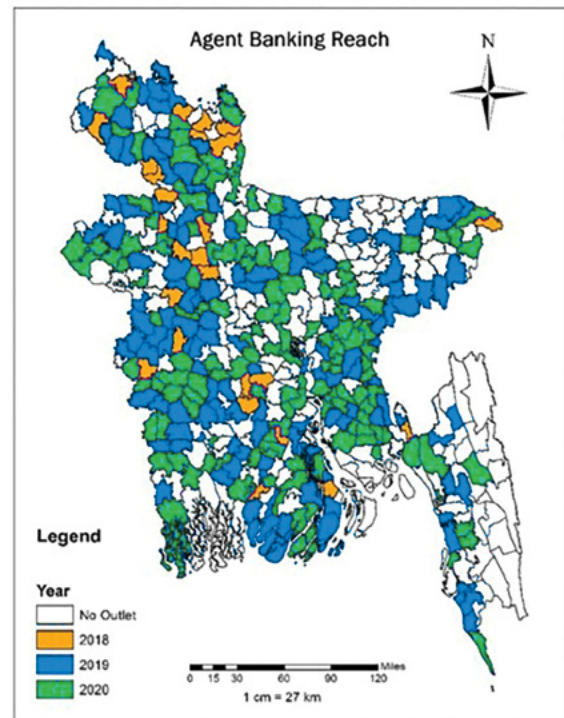 Agent Banking Reach
N
Legend
Year
No Outlet
2018
2019
2020
Miles
0 15 30 60 90 120
1 cm = 27 km